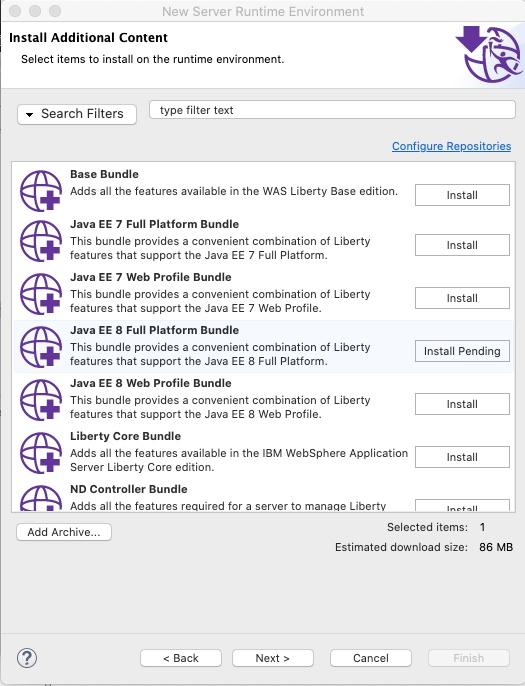 New Server Runtime Environment
Install Additional Content
Select items to install on the runtime environment.
Search Filters
type filter text
Configure Repositories
Base Bundle
Adds all the features available in the WAS Liberty Base edition.
Install
Java EE 7 Full Platform Bundle
This bundle provides a convenient combination of Liberty
features that support the Java EE 7 Full Platform.
Install
Java EE 7 Web Profile Bundle
This bundle provides a convenient combination of Liberty
features that support the Java EE 7 Web Profile.
Install
Java EE 8 Full Platform Bundle
This bundle provides a convenient combination of Liberty
features that support the Java EE 8 Full Platform.
Install Pending
Java EE 8 Web Profile Bundle
This bundle provides a convenient combination of Liberty
features that support the Java EE 8 Web Profile.
Install
Liberty Core Bundle
Adds all the features available in the IBM WebSphere Application
Server Liberty Core edition.
Install
ND Controller Bundle
Adds all the features required for a server to manage Liberty
Install
Add Archive...
Selected items: 1
Estimated download size: 86 MB
?
< Back
Next >
Cancel
Finish